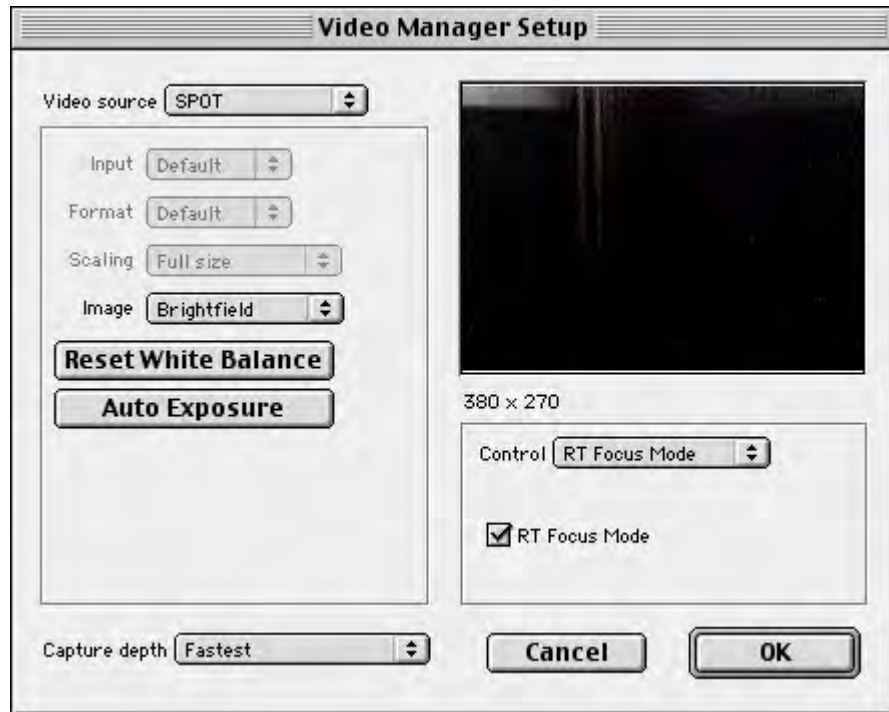 Video Manager Setup
Video source SPOT
Input Default
Format Default
Scaling Full size
Image Brightfield
Reset White Balance
Auto Exposure
380 x 270
Control RT Focus Mode
RT Focus Mode
Capture depth Fastest
Cancel
OK